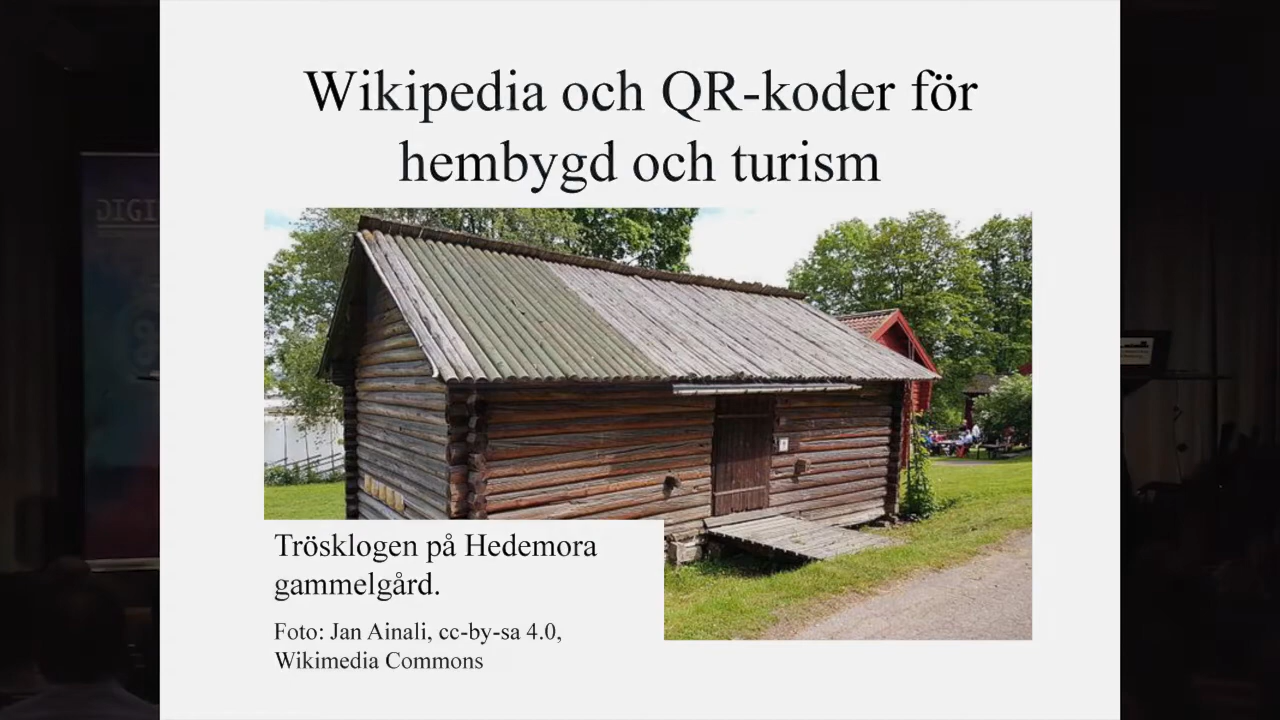 Wikipedia och QR-koder för
hembygd och turism
Trösklogen på Hedemora
gammelgård.
Foto: Jan Ainali, cc-by-sa 4.0,
Wikimedia Commons